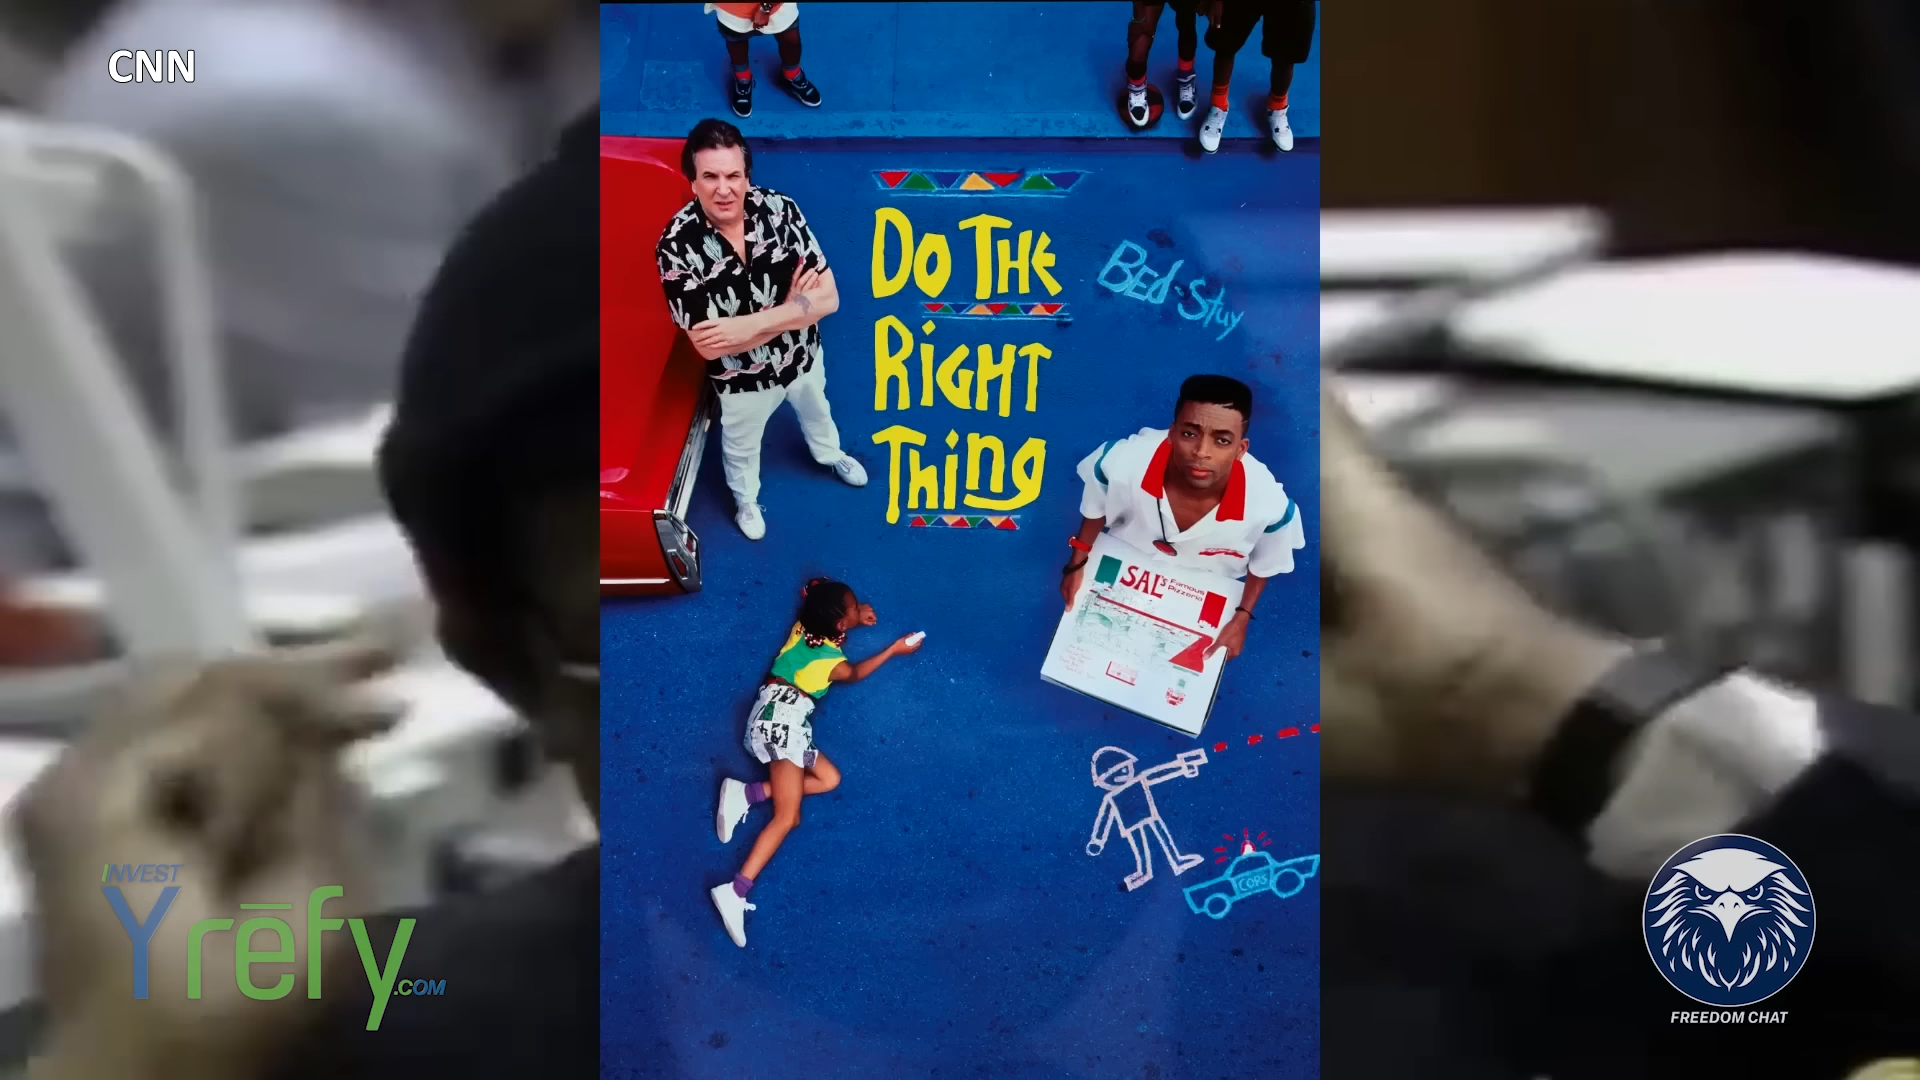 CNN
DO THE
RIGHT
THING
BED-STUY
SAL'S Famous
Pizzeria
COPS
INVEST
Yrēfy
.COM
FREEDOM CHAT